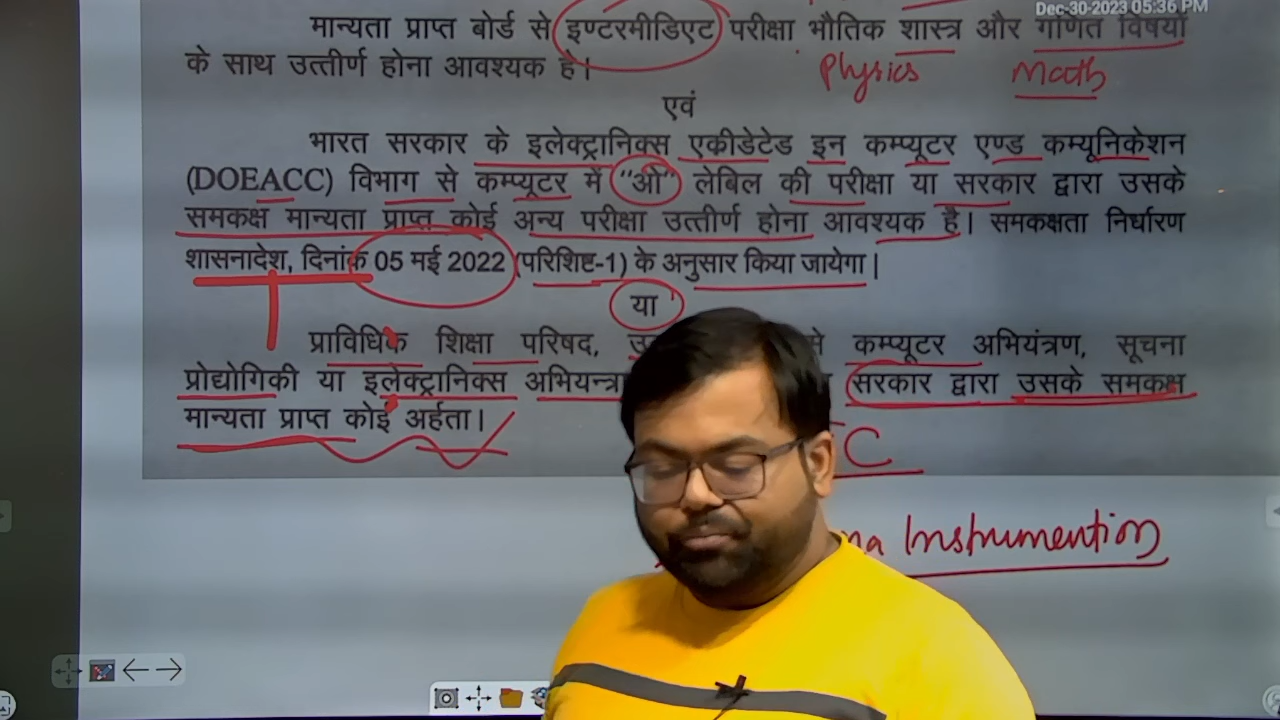 Dec-30-2023 05:36 PM
मान्यता प्राप्त बोर्ड से इण्टरमीडिएट परीक्षा भौतिक शास्त्र और गणित विषयों
के साथ उत्तीर्ण होना आवश्यक है।
Physics Math
एवं
भारत सरकार के इलेक्ट्रानिक्स एकीडेटेड इन कम्प्यूटर एण्ड कम्यूनिकेशन
(DOEACC) विभाग से कम्प्यूटर में "ओ" लेबिल की परीक्षा या सरकार द्वारा उसके
समकक्ष मान्यता प्राप्त कोई अन्य परीक्षा उत्तीर्ण होना आवश्यक है। समकक्षता निर्धारण
शासनादेश, दिनांक 05 मई 2022 (परिशिष्ट-1) के अनुसार किया जायेगा।
या
प्राविधिक शिक्षा परिषद, से कम्प्यूटर अभियंत्रण, सूचना
प्रोद्योगिकी या इलेक्ट्रानिक्स सरकार द्वारा उसके समकक्ष
मान्यता प्राप्त कोई अर्हता।
C
Instrumention